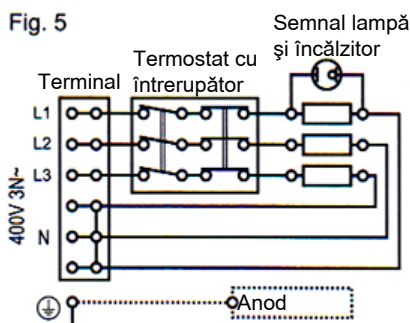 Fig. 5
Semnal lampă
şi încălzitor
Termostat cu
întrerupător
Terminal
L1
L2
L3
400V 3N~
N
Anod